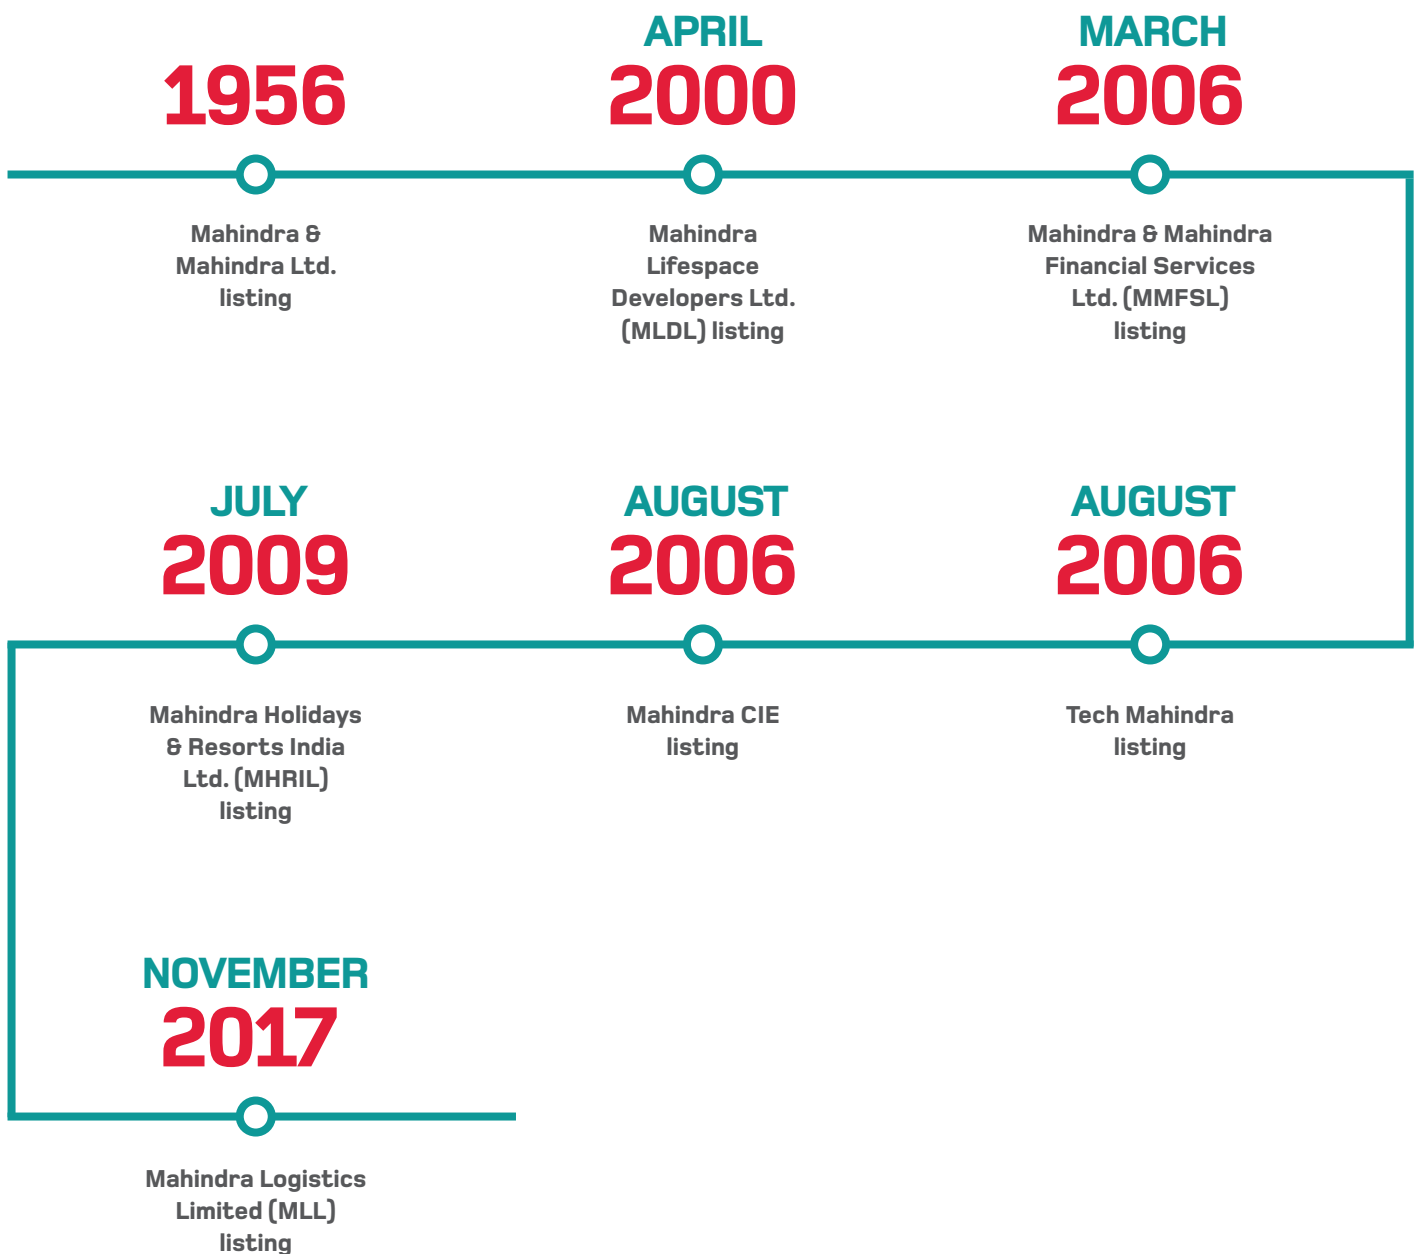 1956
Mahindra &
Mahindra Ltd.
listing
APRIL
2000
Mahindra
Lifespace
Developers Ltd.
(MLDL) listing
MARCH
2006
Mahindra & Mahindra
Financial Services
Ltd. (MMFSL)
listing
AUGUST
2006
Tech Mahindra
listing
AUGUST
2006
Mahindra CIE
listing
JULY
2009
Mahindra Holidays
& Resorts India
Ltd. (MHRIL)
listing
NOVEMBER
2017
Mahindra Logistics
Limited (MLL)
listing